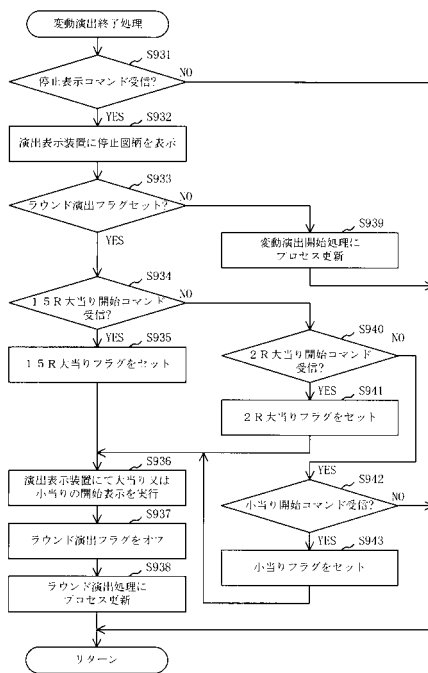 変動演出終了処理
S931
停止表示コマンド受信?
NO
YES
S932
演出表示装置に停止図柄を表示
S933
ラウンド演出フラグセット?
NO
YES
S939
変動演出開始処理に
プロセス更新
S934
15R大当り開始コマンド
受信?
NO
YES
S935
15R大当りフラグをセット
S940
2R大当り開始コマンド
受信?
NO
YES
S941
2R大当りフラグをセット
S936
演出表示装置にて大当り又は
小当りの開始表示を実行
YES
S942
小当り開始コマンド受信?
NO
S937
ラウンド演出フラグをオフ
YES
S943
小当りフラグをセット
S938
ラウンド演出処理に
プロセス更新
リターン